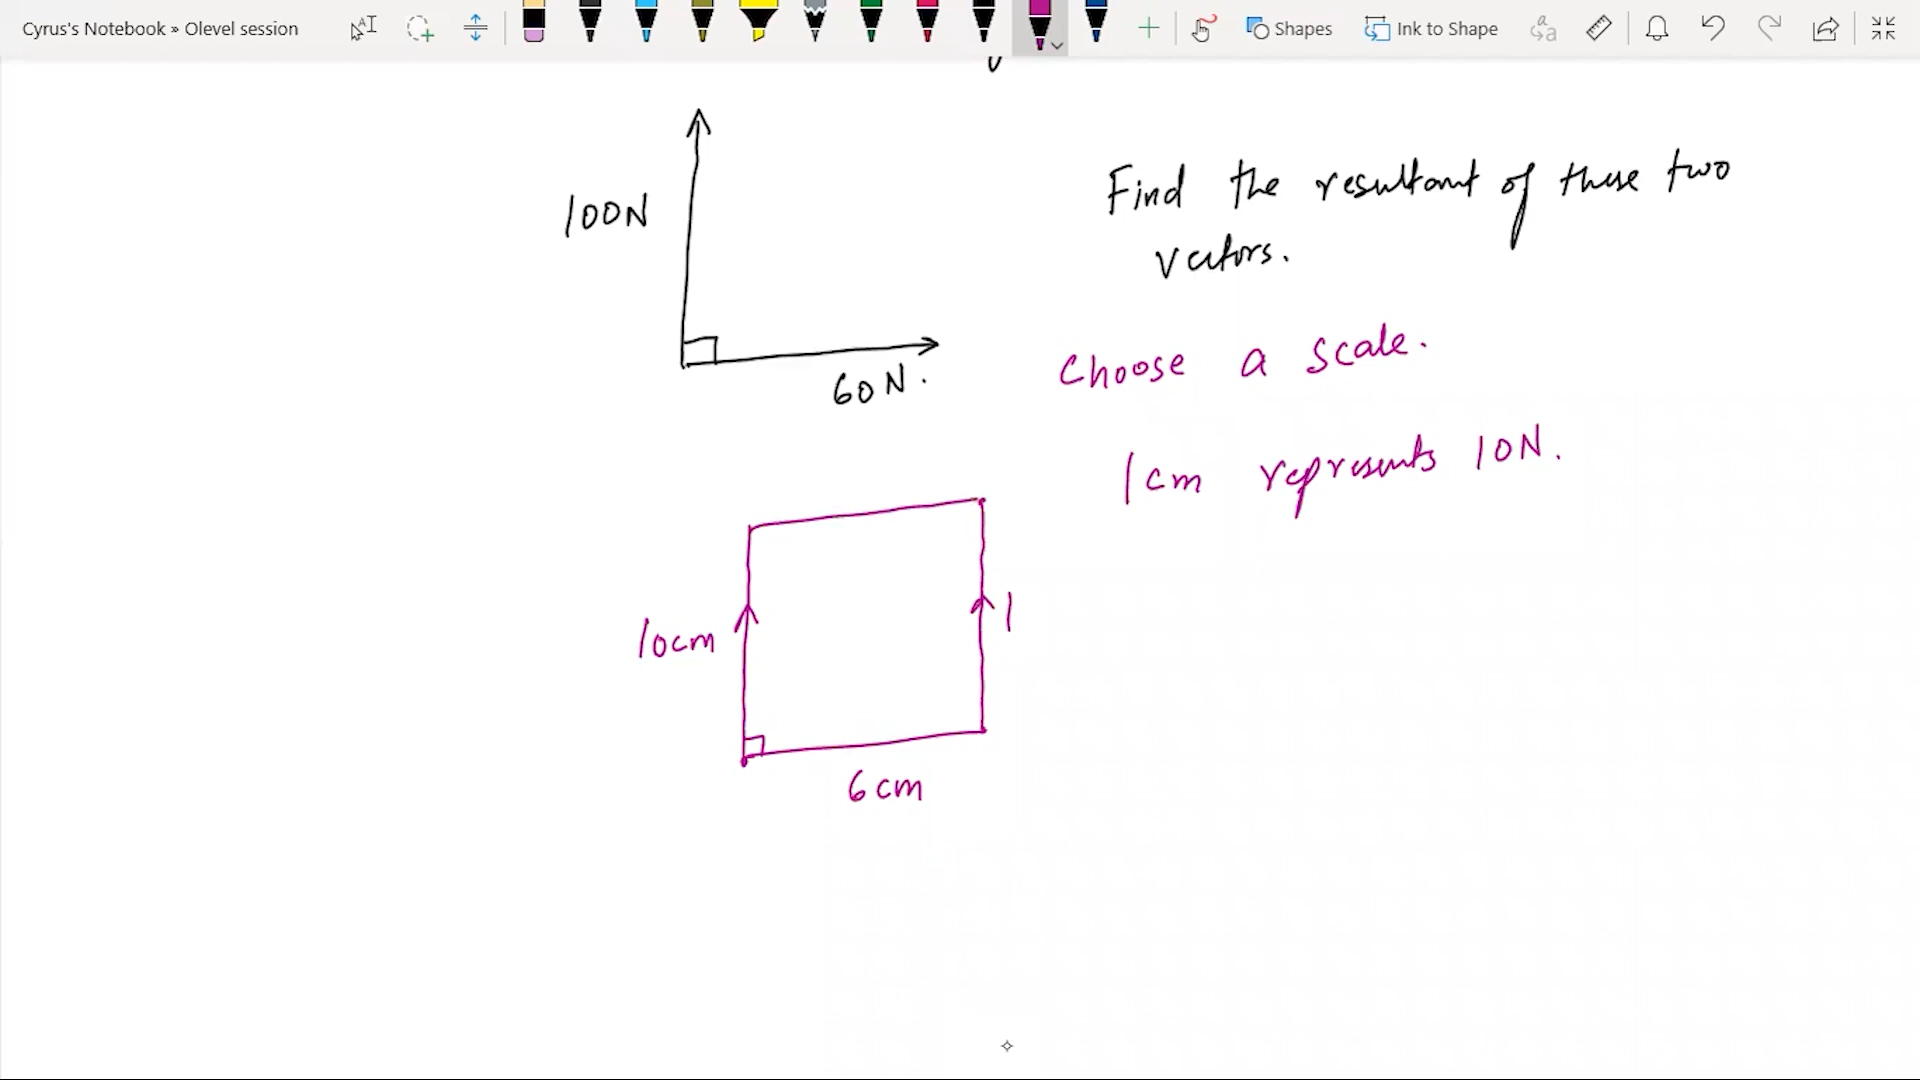 Cyrus's Notebook » Olevel session
Shapes
Ink to Shape
100N
60N.
Find the resultant of these two
vectors.
Choose a scale.
1cm represents 10N.
10cm
1
6cm